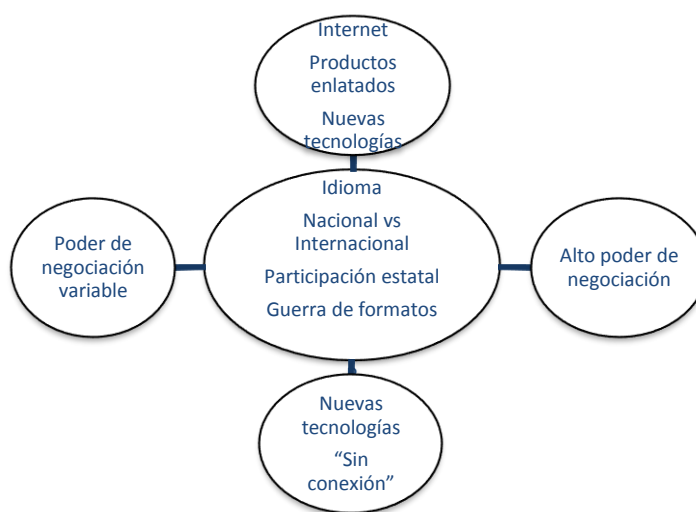 Internet
Productos
enlatados
Nuevas
tecnologías
Idioma
Nacional vs
Internacional
Participación estatal
Guerra de formatos
Poder de
negociación
variable
Alto poder de
negociación
Nuevas
tecnologías
“Sin
conexión”